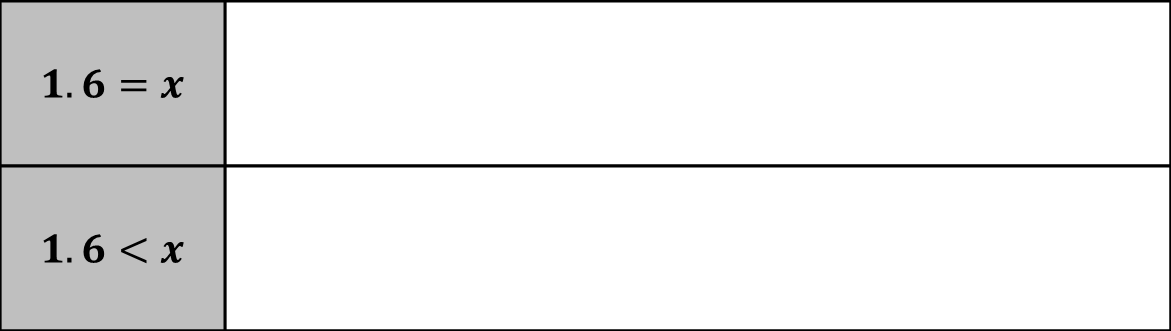 1.6 = x
1.6 < x